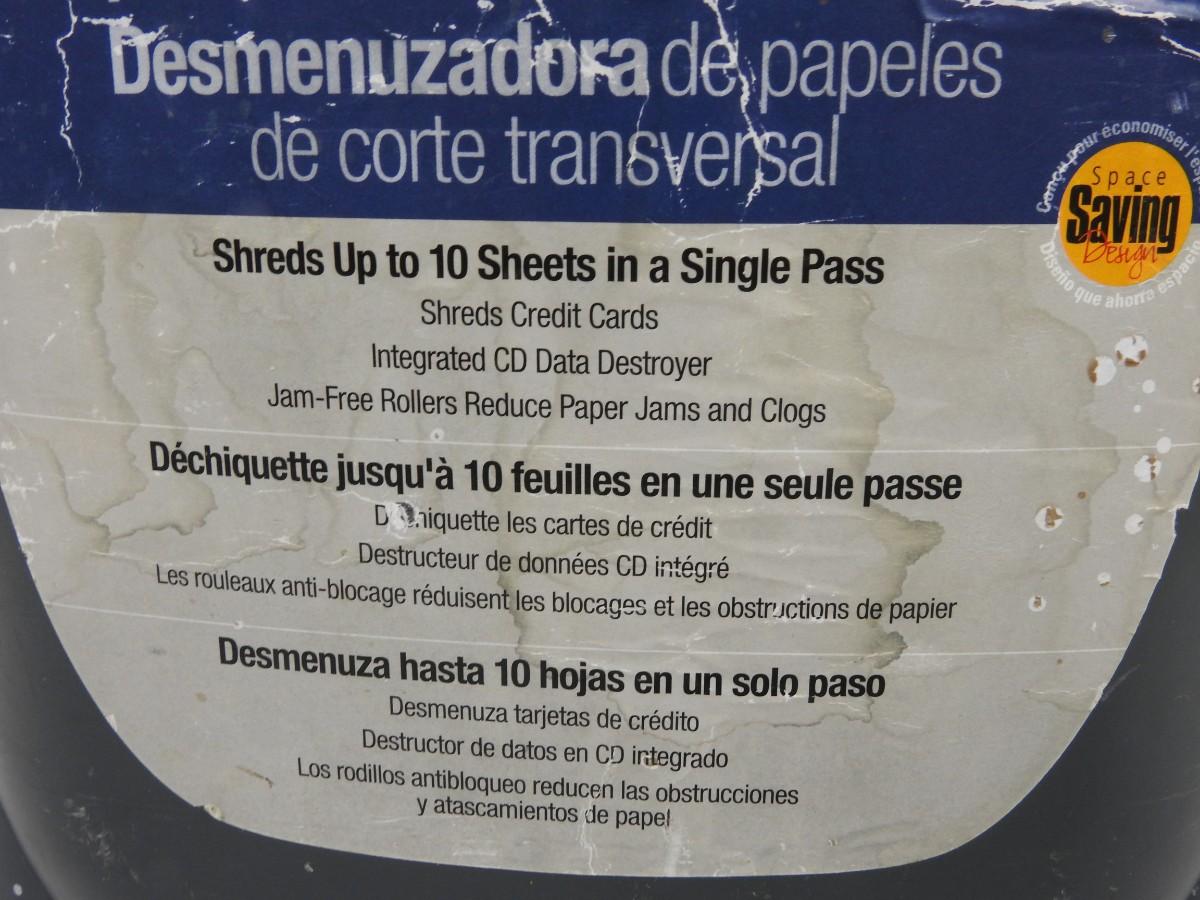 Desmenuzadora de papeles
de corte transversal
Conçu pour économiser
Space
Saving
Design
Diseño que ahorra
Shreds Up to 10 Sheets in a Single Pass
Shreds Credit Cards
Integrated CD Data Destroyer
Jam-Free Rollers Reduce Paper Jams and Clogs
Déchiquette jusqu'à 10 feuilles en une seule passe
les cartes de crédit
Destructeur de données CD intégré
Les rouleaux anti-blocage réduisent les blocages et les obstructions de papier
Desmenuza hasta 10 hojas en un solo paso
Desmenuza tarjetas de crédito
Destructor de datos en CD integrado
Los rodillos antibloqueo reducen las obstrucciones
y atascamientos de papel